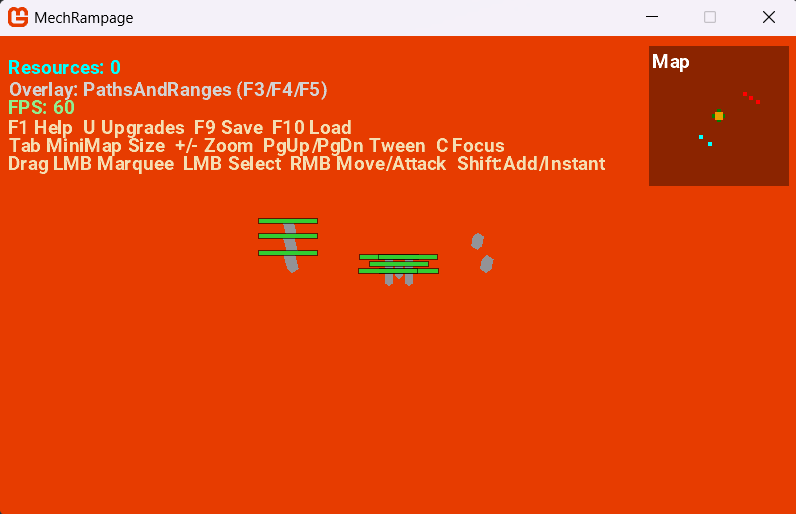 MechRampage
Resources: 0
Map
Overlay: PathsAndRanges (F3/F4/F5)
FPS: 60
F1 Help  U Upgrades  F9 Save  F10 Load
Tab MiniMap Size  +/- Zoom  PgUp/PgDn Tween  C Focus
Drag LMB Marquee  LMB Select  RMB Move/Attack  Shift:Add/Instant